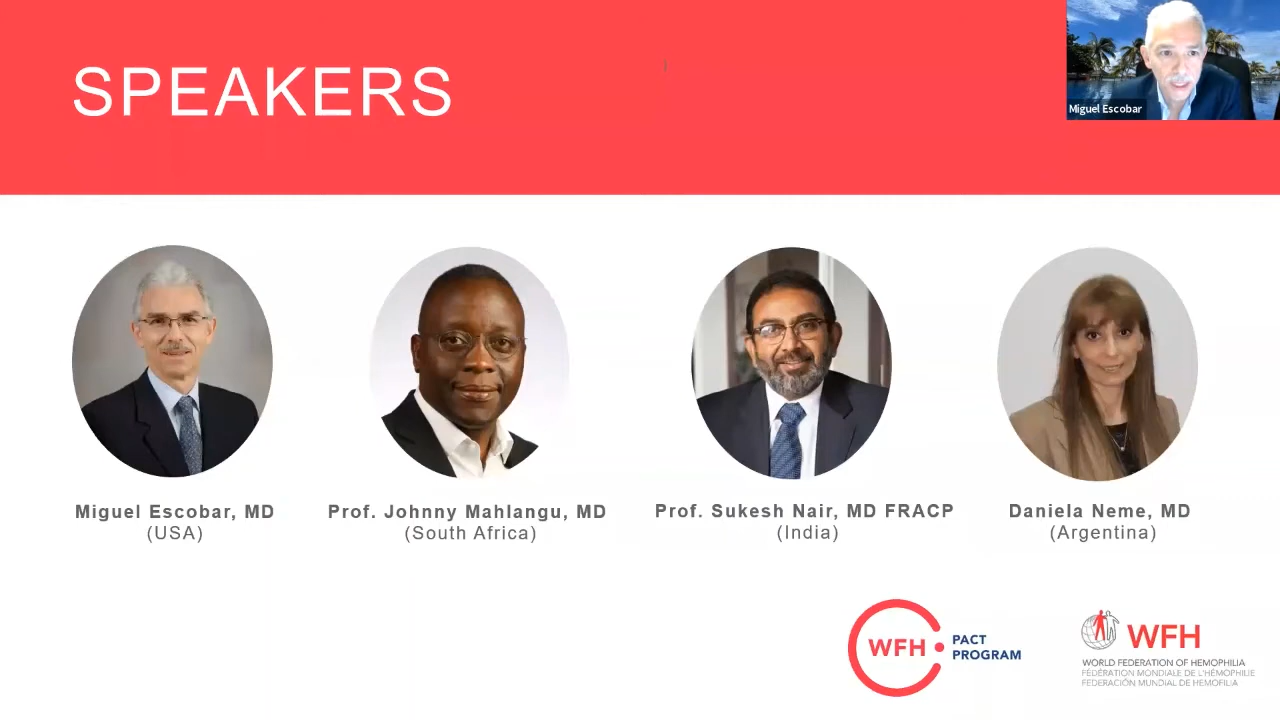 SPEAKERS
Miguel Escobar
Miguel Escobar, MD
(USA)
Prof. Johnny Mahlangu, MD
(South Africa)
Prof. Sukesh Nair, MD FRACP
(India)
Daniela Neme, MD
(Argentina)
WFH
PACT
PROGRAM
WFH
WORLD FEDERATION OF HEMOPHILIA
FÉDÉRATION MONDIALE DE L'HÉMOPHILIE
FEDERACIÓN MUNDIAL DE HEMOFILIA